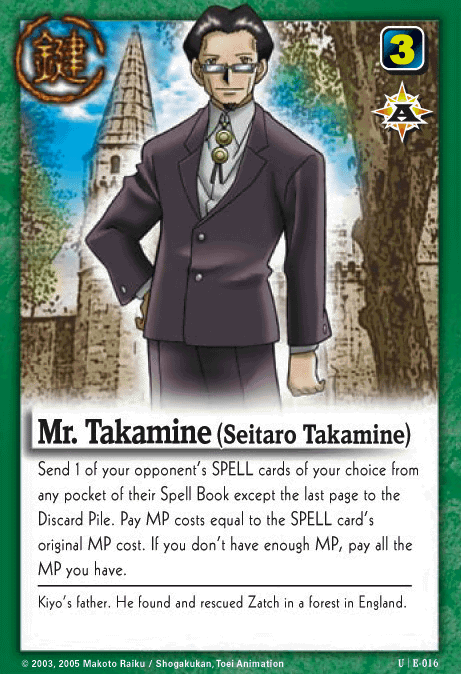 鍵
3
A
Mr. Takamine (Seitaro Takamine)
Send 1 of your opponent's SPELL cards of your choice from
any pocket of their Spell Book except the last page to the
Discard Pile. Pay MP costs equal to the SPELL card's
original MP cost. If you don't have enough MP, pay all the
MP you have.
Kiyo's father. He found and rescued Zatch in a forest in England.
© 2003, 2005 Makoto Raiku / Shogakukan, Toei Animation
U | E-016